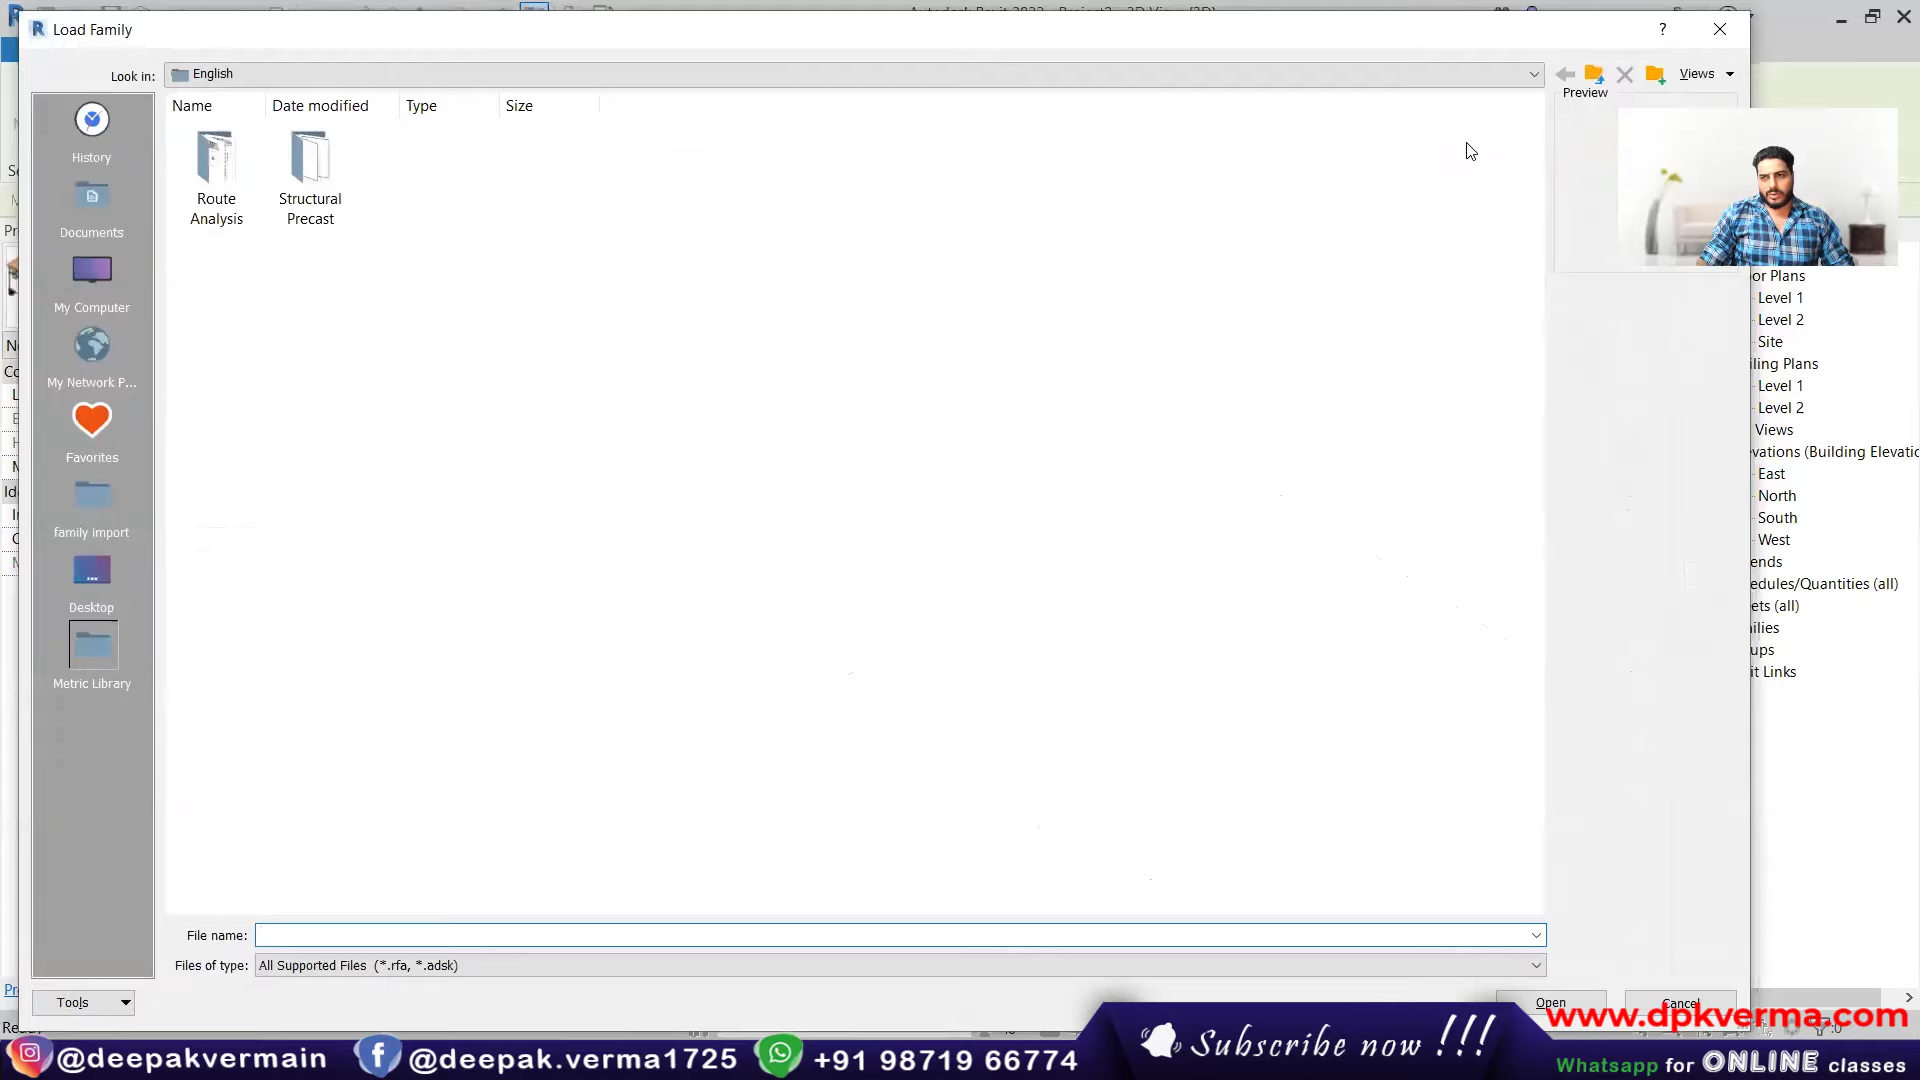 Load Family
?
Look in:
English
Views
Name
Date modified
Type
Size
Preview
History
Documents
My Computer
My Network P...
Favorites
family import
Desktop
Metric Library
Route
Analysis
Structural
Precast
or Plans
Level 1
Level 2
Site
iling Plans
Level 1
Level 2
Views
vations (Building Elevatio
East
North
South
West
ends
edules/Quantities (all)
ets (all)
ilies
ups
it Links
File name:
Files of type:
All Supported Files (*.rfa, *.adsk)
Tools
Open
Cancel
www.dpkverma.com
@deepakvermain
@deepak.verma1725
+91 98719 66774
Subscribe now !!!
Whatsapp for ONLINE classes